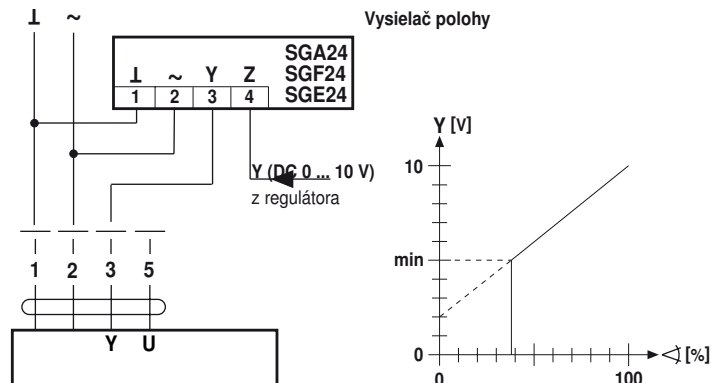 ⊥ ~
Vysielač polohy
SGA24
SGF24
SGE24
⊥ ~ Y Z
1 2 3 4
Y (DC 0 ... 10 V)
z regulátora
1 2 3 5
Y U
Y [V]
10
min
0
0 100
[%]